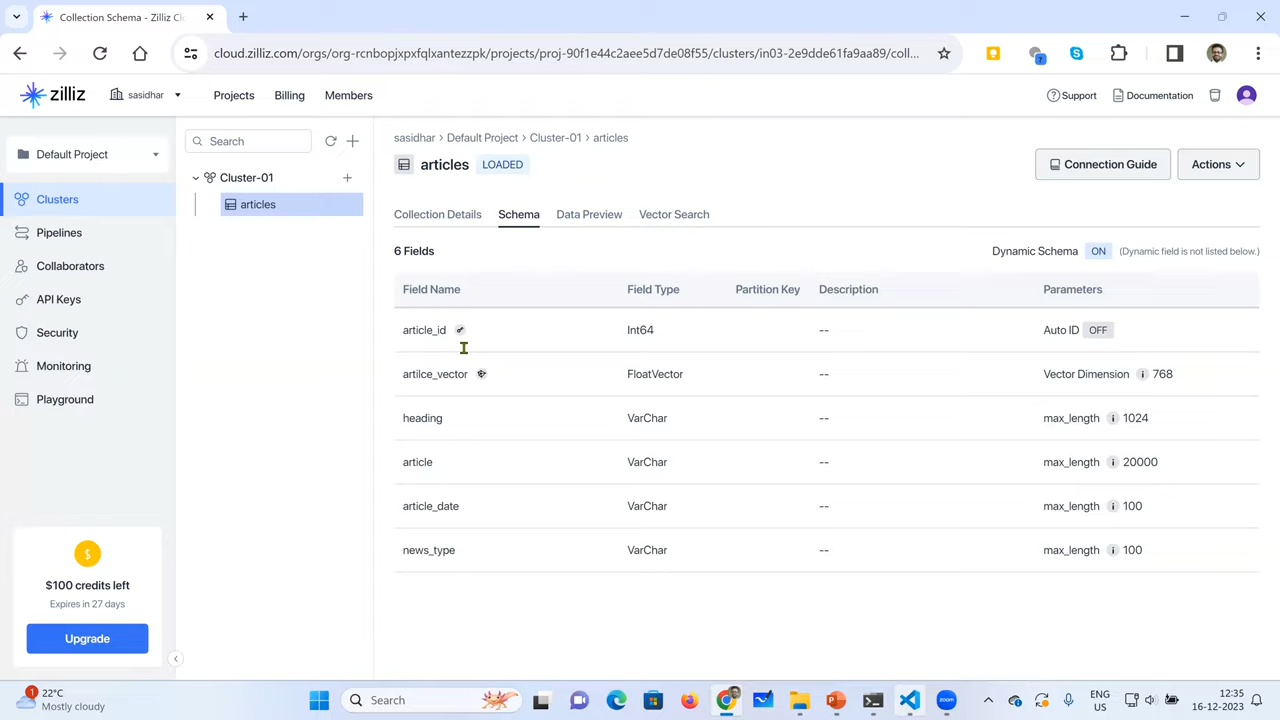 Collection Schema - Zilliz Clo
cloud.zilliz.com/orgs/org-rcnbopjxpxfqlxantezzpk/projects/proj-90f1e44c2aee5d7de08f55/clusters/in03-2e9dde61fa9aa89/coll...
7
zilliz
sasidhar
Projects
Billing
Members
Support
Documentation
Default Project
Clusters
Pipelines
Collaborators
API Keys
Security
Monitoring
Playground
$
$100 credits left
Expires in 27 days
Upgrade
Search
Cluster-01
articles
sasidhar > Default Project > Cluster-01 > articles
articles LOADED
Connection Guide
Actions
Collection Details Schema Data Preview Vector Search
6 Fields
Dynamic Schema ON (Dynamic field is not listed below.)
Field Name Field Type Partition Key Description Parameters
article_id Int64 -- Auto ID OFF
artilce_vector FloatVector -- Vector Dimension i 768
heading VarChar -- max_length i 1024
article VarChar -- max_length i 20000
article_date VarChar -- max_length i 100
news_type VarChar -- max_length i 100
1
22°C
Mostly cloudy
Search
zoom
ENG
US
12:35
16-12-2023